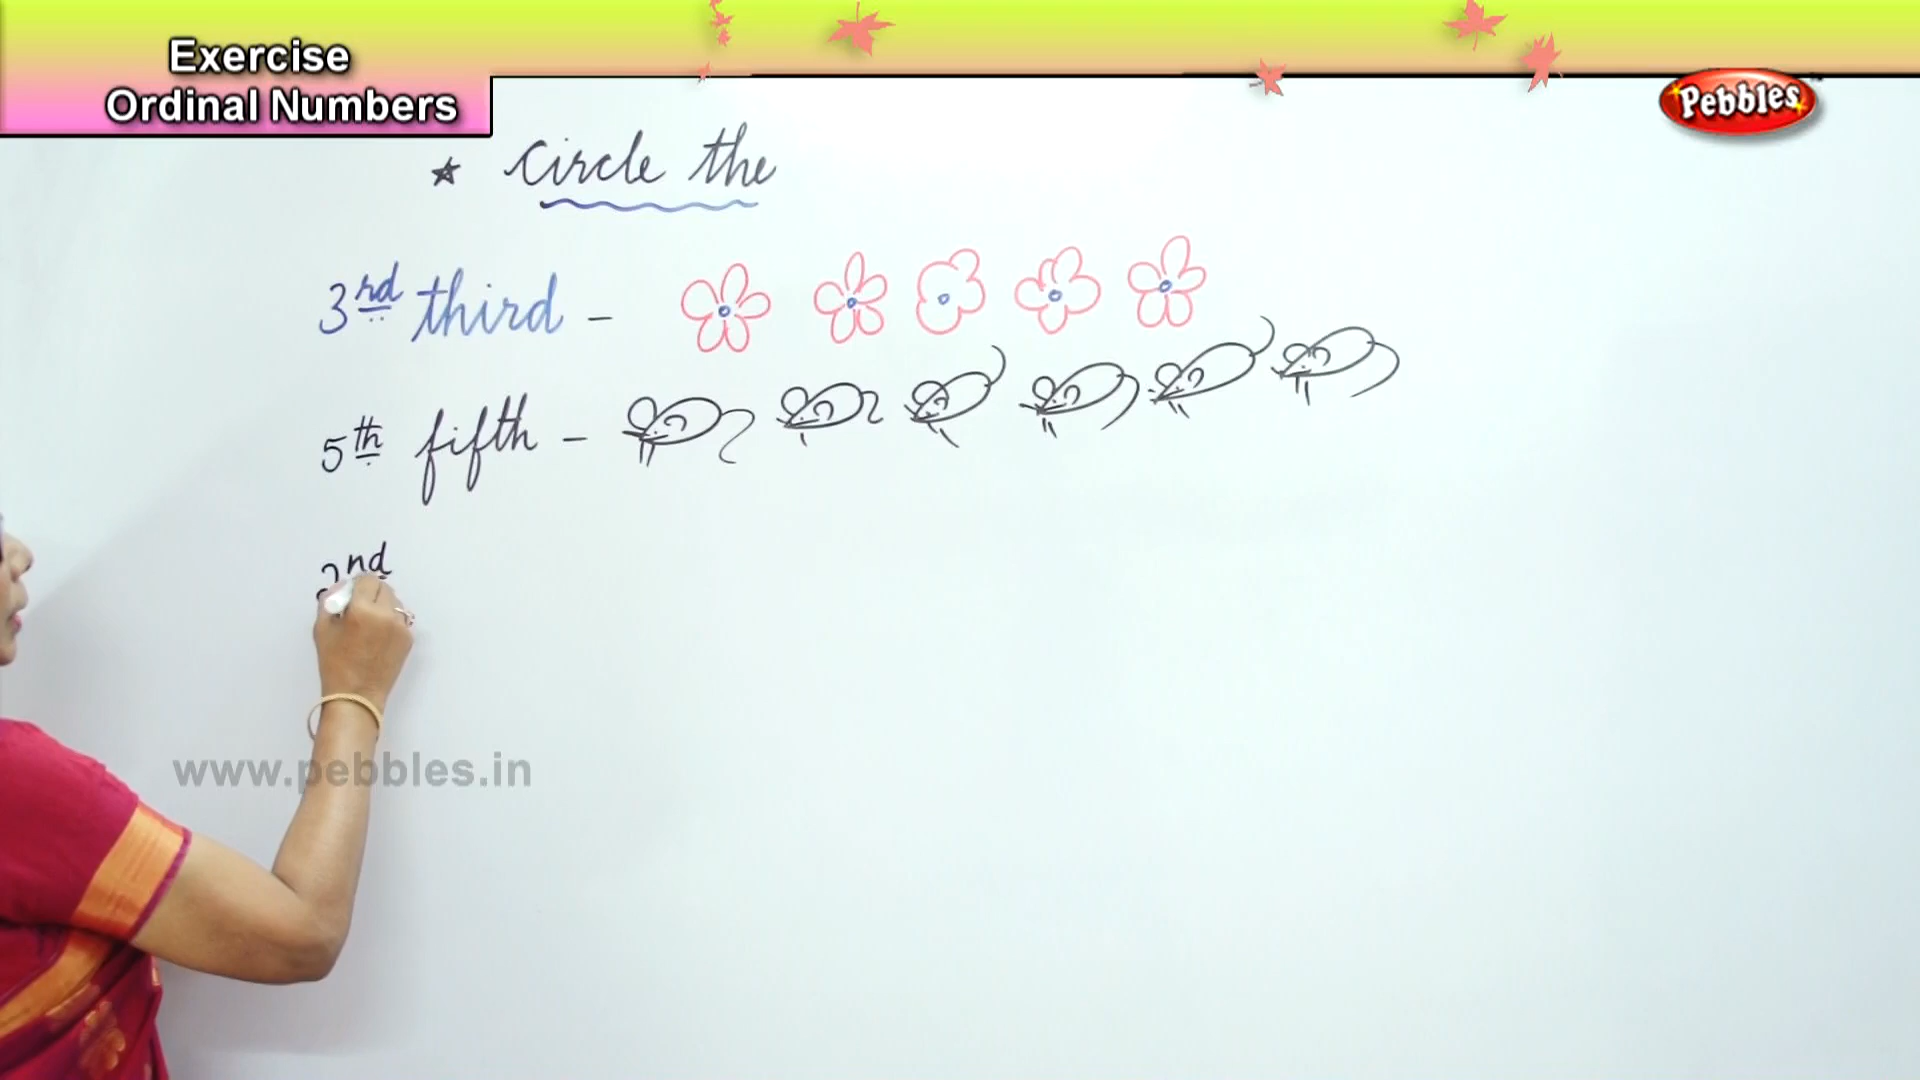 Exercise
Ordinal Numbers
Pebbles
Circle the
3rd third -
5th fifth -
2nd
www.pebbles.in